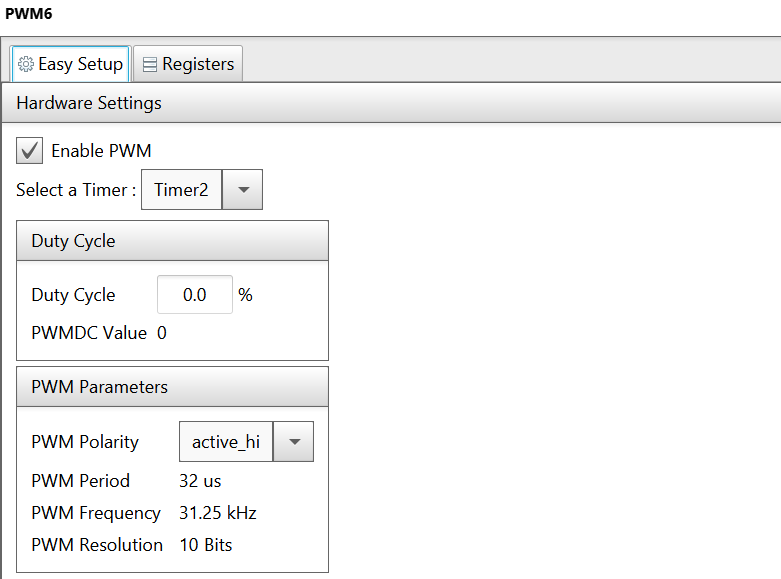 PWM6
Easy Setup Registers
Hardware Settings
Enable PWM
Select a Timer : Timer2
Duty Cycle
Duty Cycle 0.0 %
PWMDC Value 0
PWM Parameters
PWM Polarity active_hi
PWM Period 32 us
PWM Frequency 31.25 kHz
PWM Resolution 10 Bits